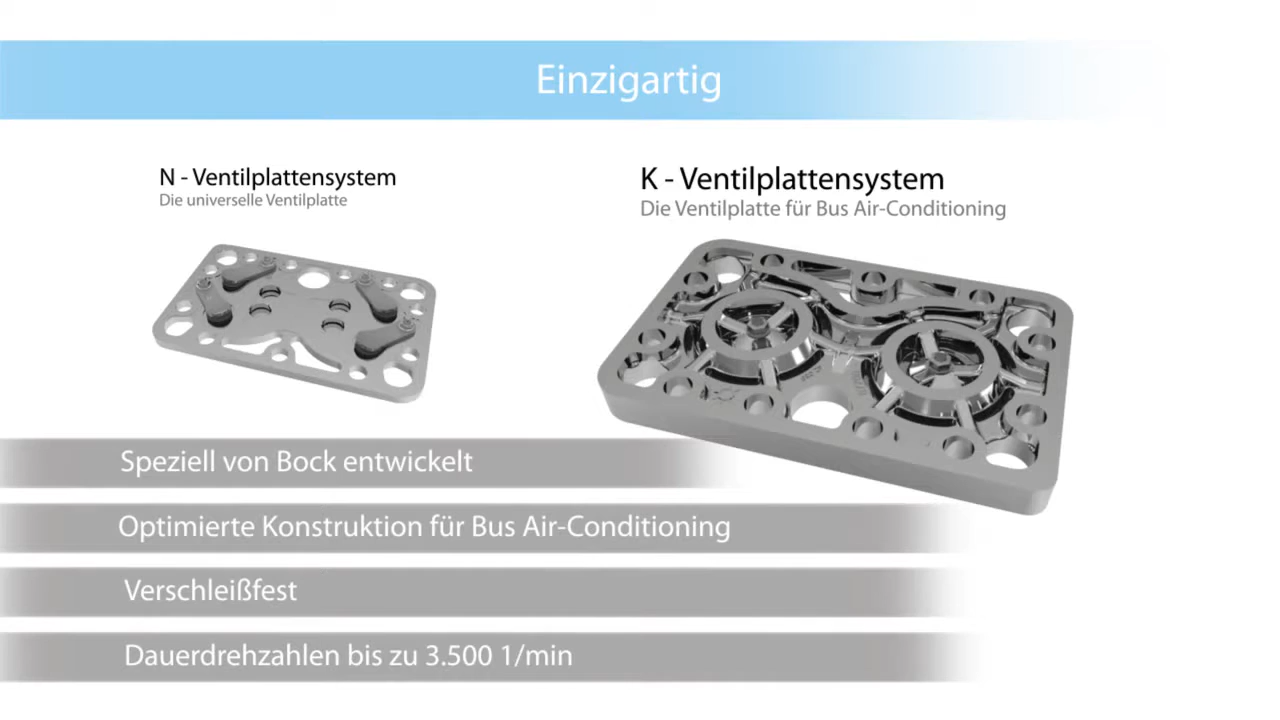 Einzigartig
N - Ventilplattensystem
Die universelle Ventilplatte
K - Ventilplattensystem
Die Ventilplatte für Bus Air-Conditioning
Speziell von Bock entwickelt
Optimierte Konstruktion für Bus Air-Conditioning
Verschleißfest
Dauerdrehzahlen bis zu 3.500 1/min